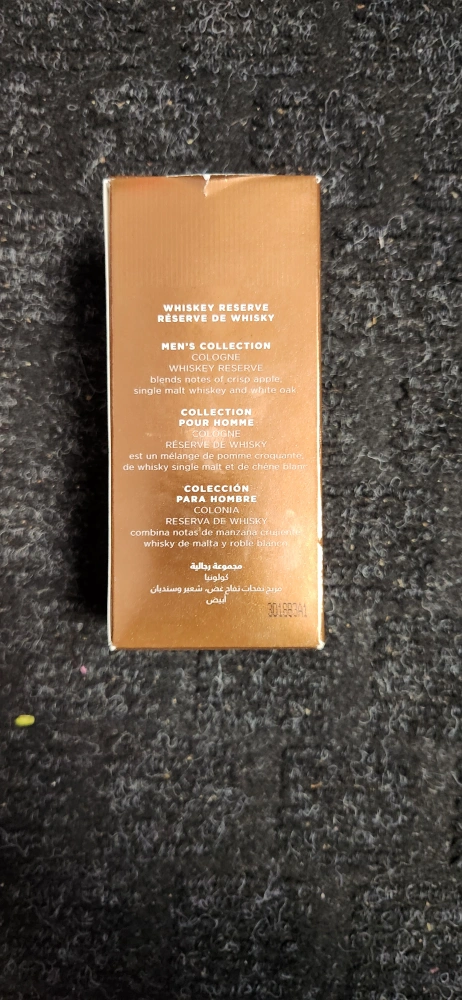 WHISKEY RESERVE
RÉSERVE DE WHISKY
MEN'S COLLECTION
COLOGNE
WHISKEY RESERVE
blends notes of crisp apple,
single malt whiskey and white oak
COLLECTION
POUR HOMME
COLOGNE
RÉSERVE DE WHISKY
est un mélange de pomme croquante,
de whisky single malt et de chêne blanc
COLECCIÓN
PARA HOMBRE
COLONIA
RESERVA DE WHISKY
combina notas de manzana crujiente,
whisky de malta y roble blanco
مجموعة رجالية
كولونيا
مزيج نفحات تفاح غض، شعير وسنديان
أبيض